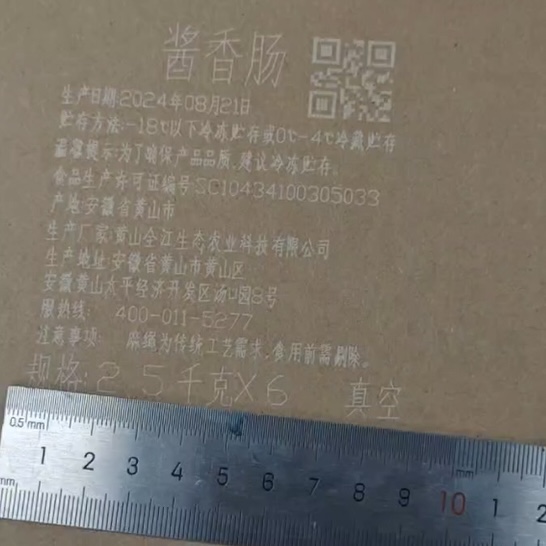 酱香肠
生产日期:2024年08月21日
贮存方法:-18℃以下冷冻贮存或0℃-4℃冷藏贮存
温馨提示:为了确保产品品质,建议冷冻贮存。
食品生产许可证编号:SC10434100305033
产地:安徽省黄山市
生产厂家:黄山全江生态农业科技有限公司
生产地址:安徽省黄山市黄山区
安徽黄山太平经济开发区汤口园8号
服热线: 400-011-5277
注意事项: 麻绳为传统工艺需求,食用前需剔除。
规格:2.5千克X6 真空
0.5mm
1 2 3 4 5 6 7 8 9 10 1 2
mm
mm